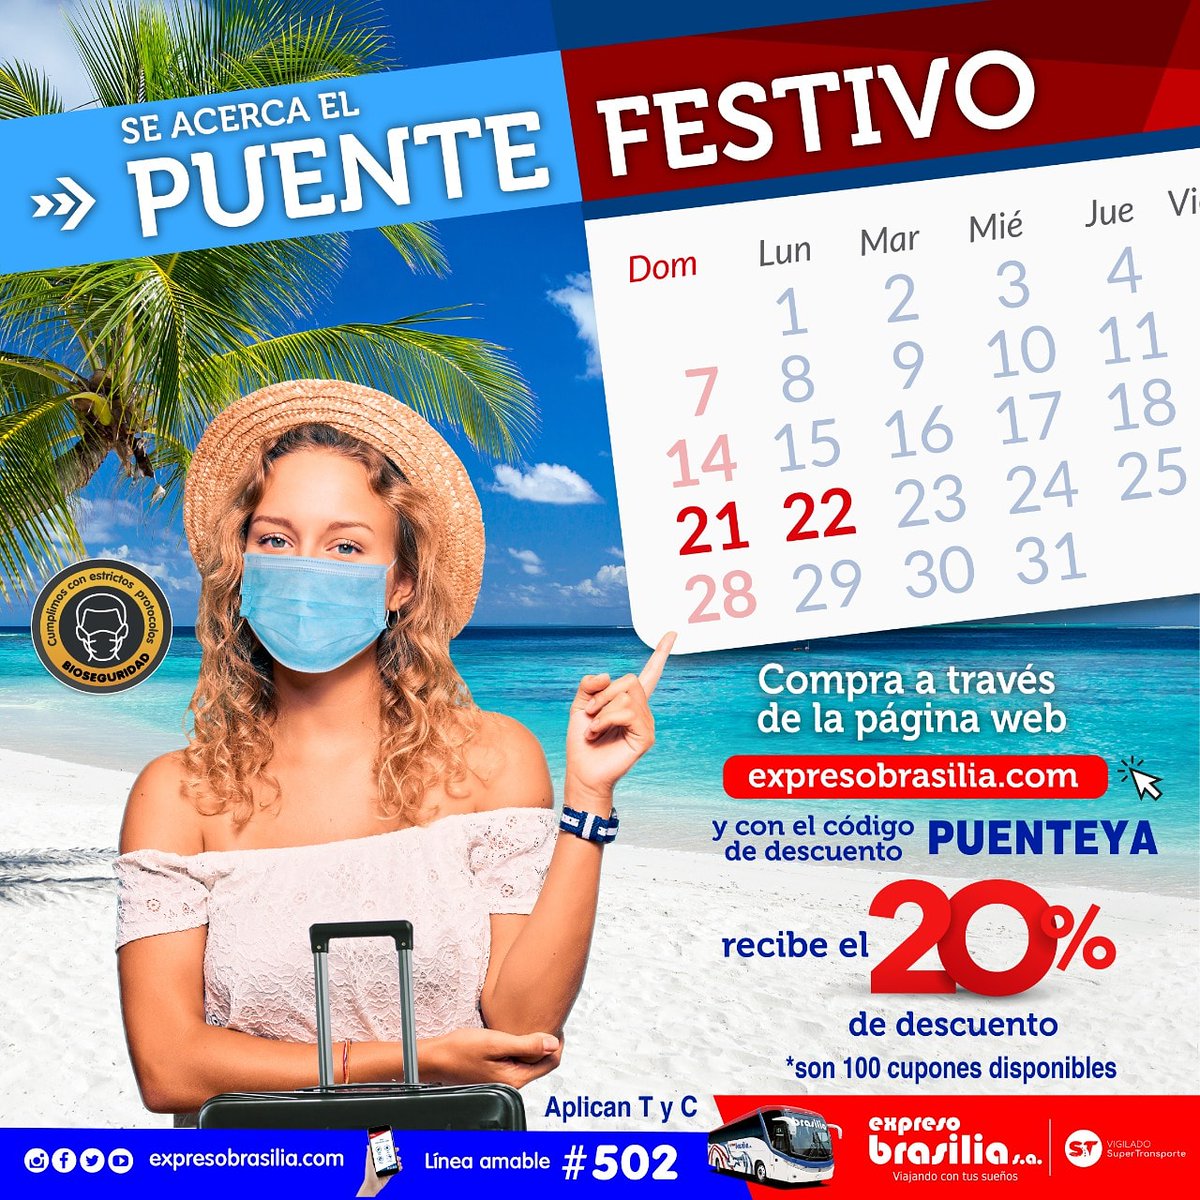 SE ACERCA EL
PUENTE
FESTIVO
Dom Lun Mar Mié Jue Vi
1 2 3 4
7 8 9 10 11
14 15 16 17 18
21 22 23 24 25
28 29 30 31
Cumplimos con estrictos protocolos
BIOSEGURIDAD
Compra a través
de la página web
expresobrasilia.com
y con el código
de descuento PUENTEYA
recibe el 20%
de descuento
*son 100 cupones disponibles
Aplican T y C
expresobrasilia.com
Línea amable #502
brasilia
expreso
brasilia s.a.
Viajando con tus sueños
ST
VIGILADO
SuperTransporte